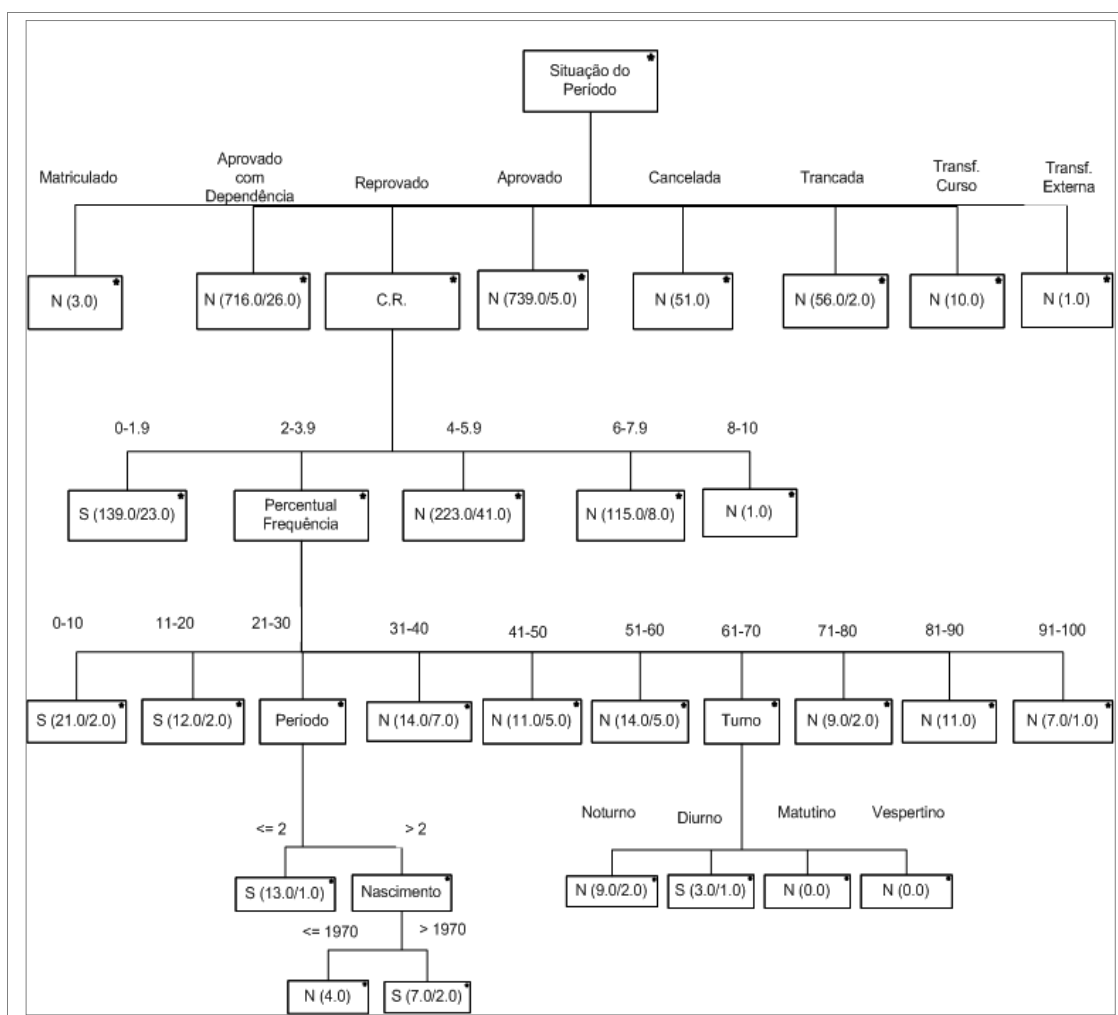 Situação do
Período
Matriculado
Aprovado
com
Dependência
Reprovado
Aprovado
Cancelada
Trancada
Transf.
Curso
Transf.
Externa
N (3.0)
N (716.0/26.0)
C.R.
N (739.0/5.0)
N (51.0)
N (56.0/2.0)
N (10.0)
N (1.0)
0-1.9
2-3.9
4-5.9
6-7.9
8-10
S (139.0/23.0)
Percentual
Frequência
N (223.0/41.0)
N (115.0/8.0)
N (1.0)
0-10
11-20
21-30
31-40
41-50
51-60
61-70
71-80
81-90
91-100
S (21.0/2.0)
S (12.0/2.0)
Período
N (14.0/7.0)
N (11.0/5.0)
N (14.0/5.0)
Turno
N (9.0/2.0)
N (11.0)
N (7.0/1.0)
<= 2
> 2
Noturno
Diurno
Matutino
Vespertino
S (13.0/1.0)
Nascimento
N (9.0/2.0)
S (3.0/1.0)
N (0.0)
N (0.0)
<= 1970
> 1970
N (4.0)
S (7.0/2.0)